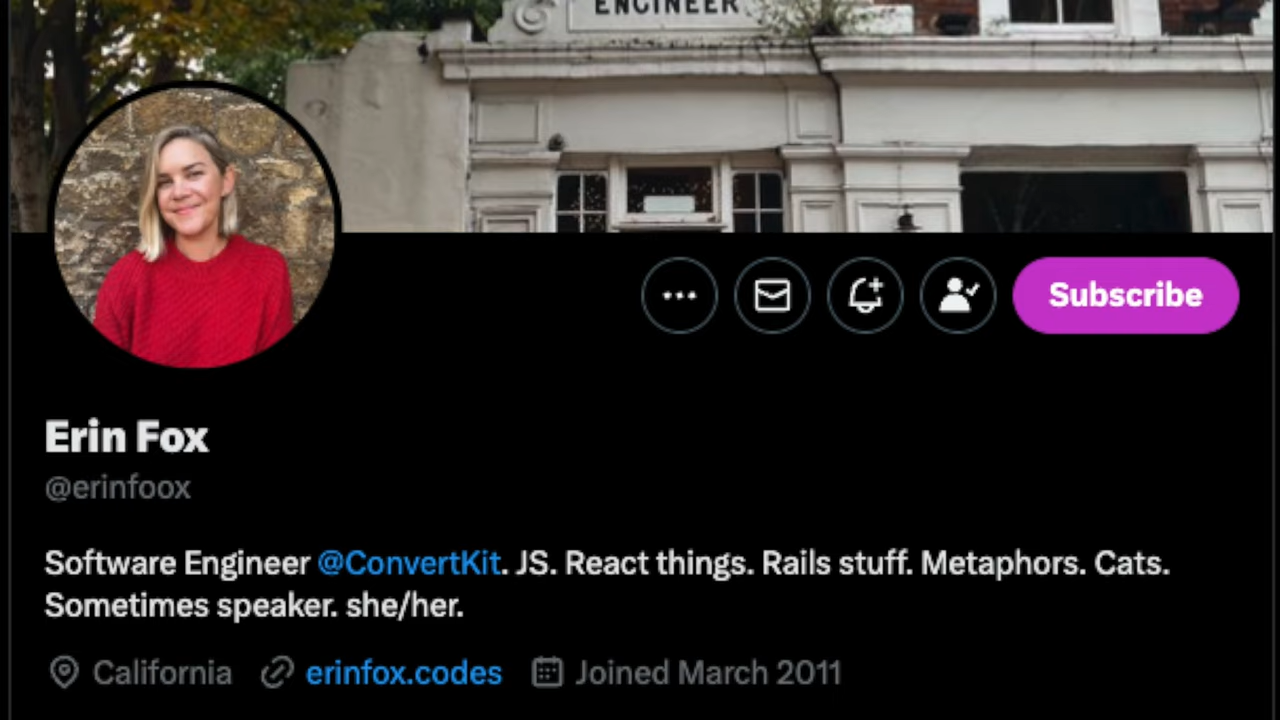 ENGINEER
Subscribe
Erin Fox
@erinfoox
Software Engineer @ConvertKit. JS. React things. Rails stuff. Metaphors. Cats.
Sometimes speaker. she/her.
California erinfox.codes Joined March 2011